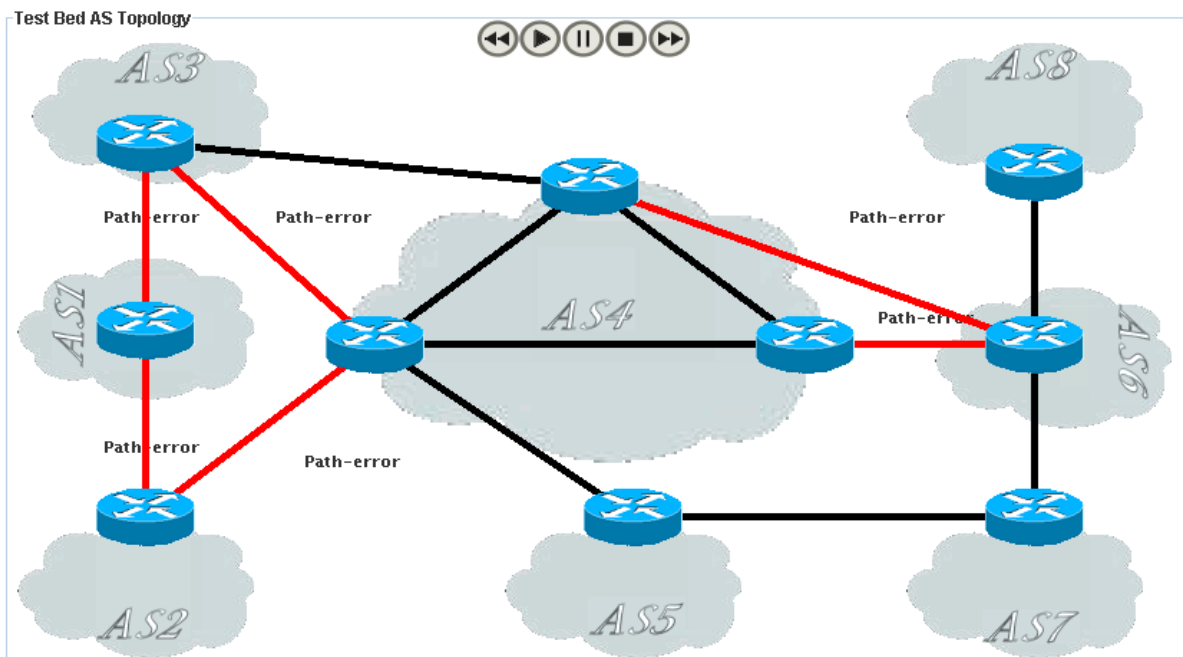 Test Bed AS Topology
AS3
AS8
Path-error
Path-error
Path-error
AS1
AS4
Path-error
AS6
Path-error
Path-error
AS2
AS5
AS7